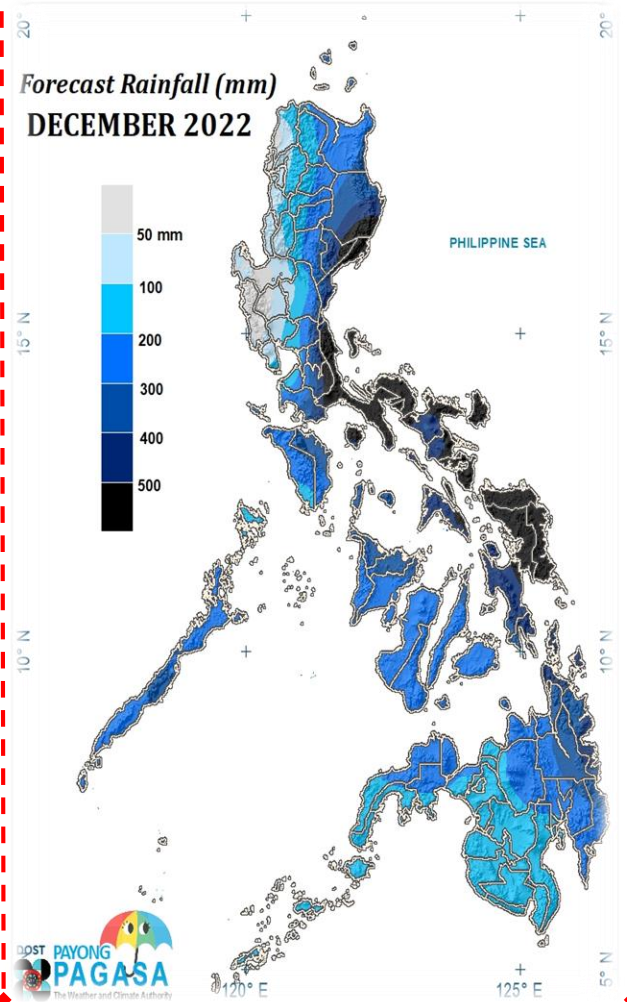 20°
20°
Forecast Rainfall (mm)
DECEMBER 2022
50 mm
100
200
300
400
500
PHILIPPINE SEA
15° N
15° N
10° N
10° N
5° N
120° E
125° E
DOST
PAYONG
PAGASA
The Weather and Climate Authority